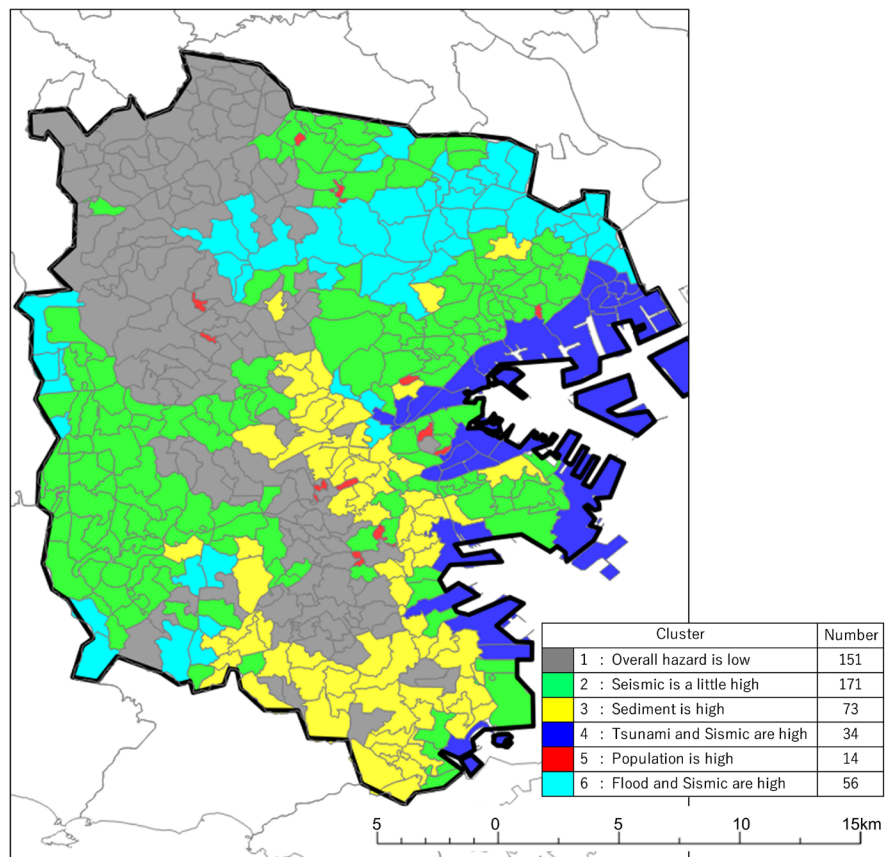 Cluster Number
1 : Overall hazard is low 151
2 : Seismic is a little high 171
3 : Sediment is high 73
4 : Tsunami and Sismic are high 34
5 : Population is high 14
6 : Flood and Sismic are high 56
5 0 5 10 15km